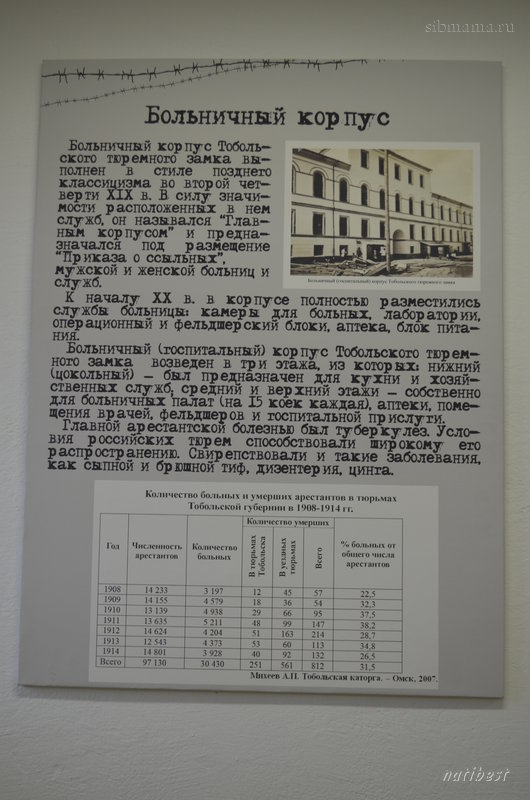 sibmama.ru
Больничный корпус
Больничный корпус Тоболь-
ского тюремного замка вы-
полнен в стиле позднего
классицизма во второй чет-
верти XIX в. В силу значи-
мости расположенных в нем
служб, он назывался "Глав-
ным корпусом" и предна-
значался под размещение
"Приказа о ссыльных",
мужской и женской больниц и
служб.
Больничный (госпитальный) корпус Тобольского тюремного замка
К началу XX в. в корпусе полностью разместились
службы больницы: камеры для больных, лаборатории,
операционный и фельдшерский блоки, аптека, блок пита-
ния.
Больничный (госпитальный) корпус Тобольского тюрем-
ного замка возведен в три этажа, из которых: нижний
(цокольный) – был предназначен для кухни и хозяй-
ственных служб, средний и верхний этажи – собственно
для больничных палат (на 15 коек каждая), аптеки, поме-
щения врачей, фельдшеров и госпитальной прислуги.
Главной арестантской болезнью был туберкулез. Усло-
вия российских тюрем способствовали широкому его
распространению. Свирепствовали и такие заболевания,
как сыпной и брюшной тиф, дизентерия, цинга.
Количество больных и умерших арестантов в тюрьмах
Тобольской губернии в 1908-1914 гг.
Год Численность арестантов Количество больных Количество умерших % больных от общего числа арестантов
В тюрьмах Тобольска В уездных тюрьмах Всего
1908 14 233 3 197 12 45 57 22,5
1909 14 155 4 579 18 36 54 32,3
1910 13 139 4 938 29 66 95 37,5
1911 13 635 5 211 48 99 147 38,2
1912 14 624 4 204 51 163 214 28,7
1913 12 543 4 373 53 60 113 34,8
1914 14 801 3 928 40 92 132 26,5
Всего 97 130 30 430 251 561 812 31,5
Михеев А.П. Тобольская каторга. – Омск, 2007.
natibest